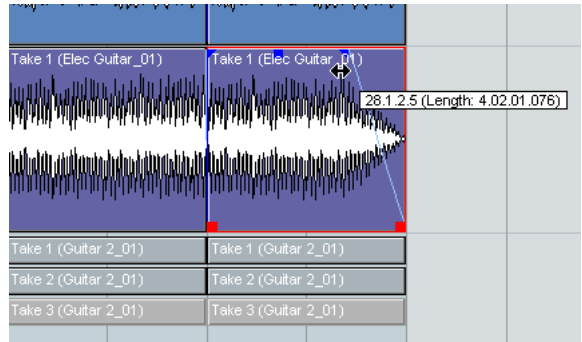 Take 1 (Elec Guitar_01) Take 1 (Elec Guitar_01)
28.1.2.5 (Length: 4.02.01.076)
Take 1 (Guitar 2_01) Take 1 (Guitar 2_01)
Take 2 (Guitar 2_01) Take 2 (Guitar 2_01)
Take 3 (Guitar 2_01) Take 3 (Guitar 2_01)